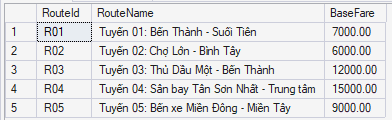 RouteId RouteName BaseFare
1 R01 Tuyến 01: Bến Thành - Suối Tiên 7000.00
2 R02 Tuyến 02: Chợ Lớn - Bình Tây 6000.00
3 R03 Tuyến 03: Thủ Dầu Một - Bến Thành 12000.00
4 R04 Tuyến 04: Sân bay Tân Sơn Nhất - Trung tâm 15000.00
5 R05 Tuyến 05: Bến xe Miền Đông - Miền Tây 9000.00